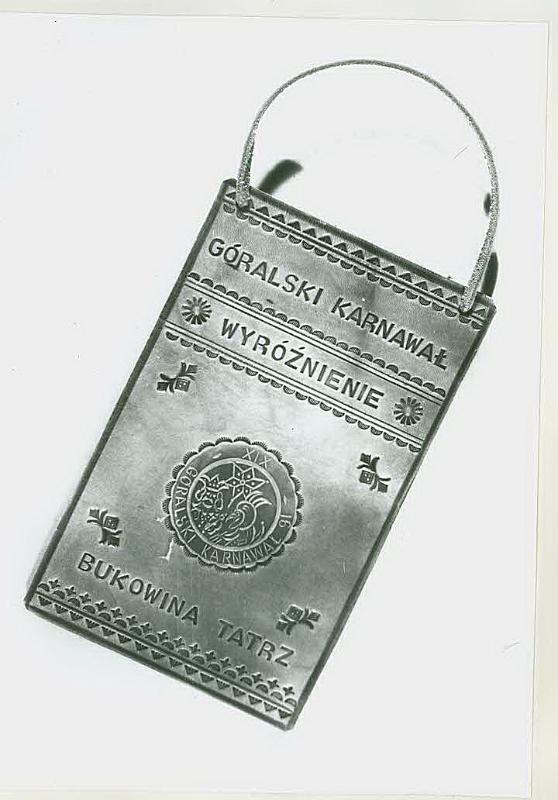 GÓRALSKI KARNAWAŁ
WYRÓŻNIENIE
XIX
GÓRALSKI KARNAWAŁ 91
BUKOWINA TATRZ